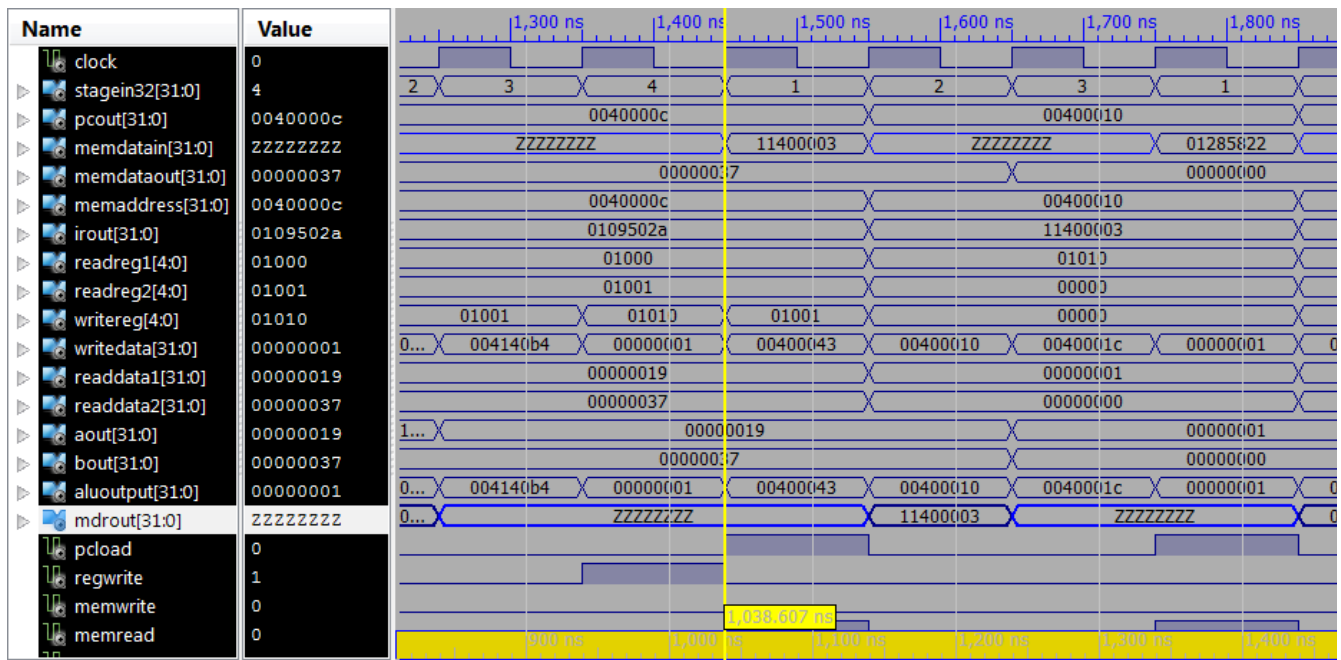 Name Value 1,300 ns 1,400 ns 1,500 ns 1,600 ns 1,700 ns 1,800 ns
clock 0
stagein32[31:0] 4 2 3 4 1 2 3 1
pcout[31:0] 0040000c 0040000c 00400010
memdatain[31:0] ZZZZZZZZ ZZZZZZZZ 11400003 ZZZZZZZZ 01285822
memdataout[31:0] 00000037 00000037 00000000
memaddress[31:0] 0040000c 0040000c 00400010
irout[31:0] 0109502a 0109502a 11400003
readreg1[4:0] 01000 01000 01010
readreg2[4:0] 01001 01001 00000
writereg[4:0] 01010 01001 01010 01001 00000
writedata[31:0] 00000001 0... 004140b4 00000001 00400043 00400010 0040001c 00000001 0
readdata1[31:0] 00000019 00000019 00000001
readdata2[31:0] 00000037 00000037 00000000
aout[31:0] 00000019 1... 00000019 00000001
bout[31:0] 00000037 00000037 00000000
aluoutput[31:0] 00000001 0... 004140b4 00000001 00400043 00400010 0040001c 00000001 0
mdrout[31:0] ZZZZZZZZ 0... ZZZZZZZZ 11400003 ZZZZZZZZ 0
pcload 0
regwrite 1
memwrite 0 1,038.607 ns
memread 0 900 ns 1,000 ns 1,100 ns 1,200 ns 1,300 ns 1,400 ns